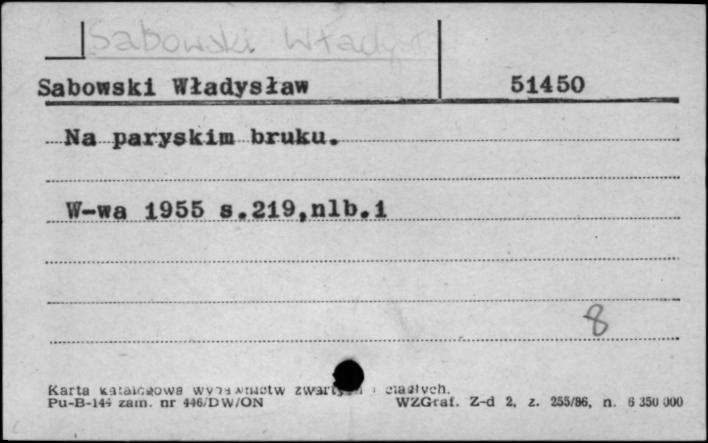 Sabowski Władysł
Sabowski Władysław 51450
Na paryskim bruku.
W-wa 1955 s.219,nlb.1
8
Karta katalogowa wydawnictw zwartych i ciągłych.
Pu-B-144 zam. nr 446/DW/ON WZGraf. Z-d 2, z. 255/86, n. 6 350 000